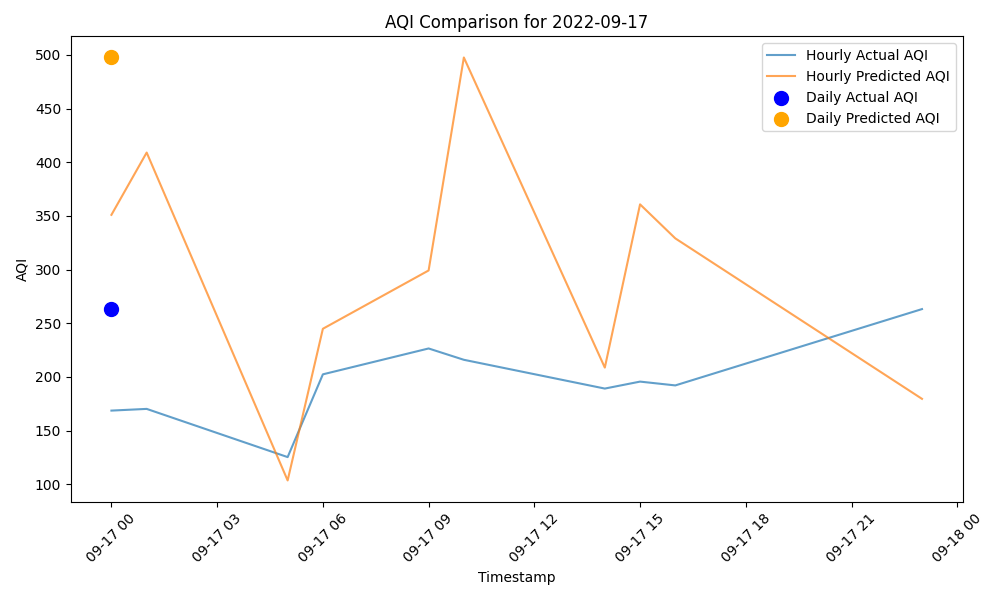 AQI Comparison for 2022-09-17
Hourly Actual AQI
Hourly Predicted AQI
Daily Actual AQI
Daily Predicted AQI
AQI
500
450
400
350
300
250
200
150
100
09-17 00
09-17 03
09-17 06
09-17 09
09-17 12
09-17 15
09-17 18
09-17 21
09-18 00
Timestamp